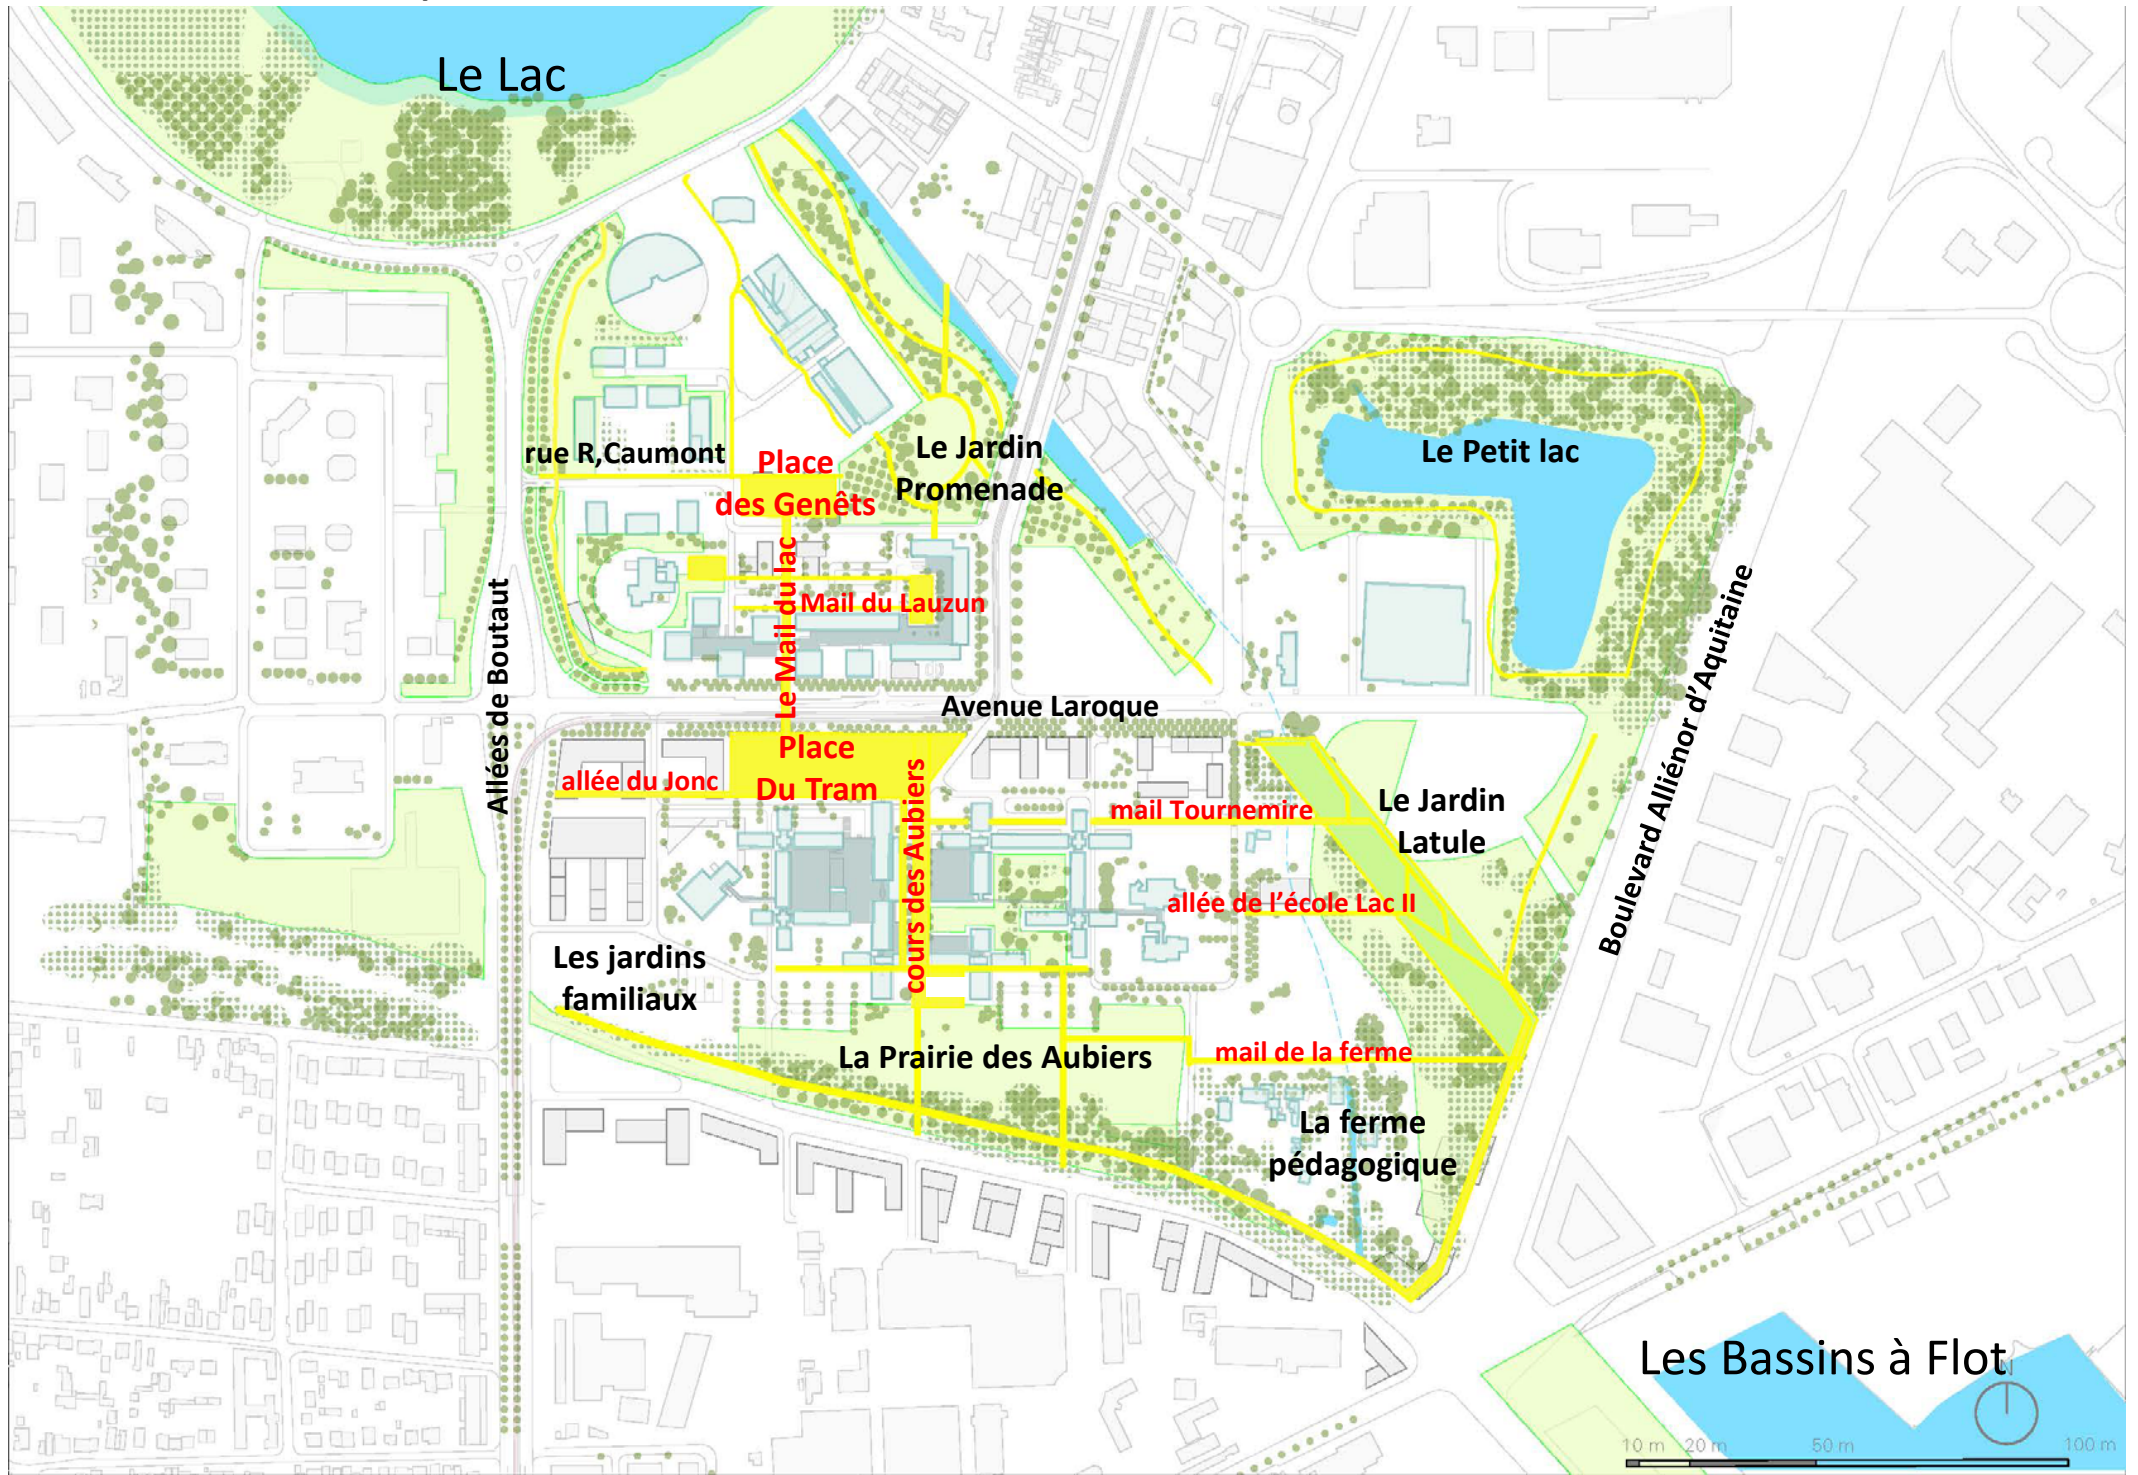 Le Lac
rue R,Caumont
Place
des Genêts
Le Jardin
Promenade
Le Petit lac
Le Mail du lac
Mail du Lauzun
Allées de Boutaut
Avenue Laroque
Boulevard Alliénor d'Aquitaine
Place
Du Tram
allée du Jonc
cours des Aubiers
mail Tournemire
Le Jardin
Latule
allée de l'école Lac II
Les jardins
familiaux
La Prairie des Aubiers
mail de la ferme
La ferme
pédagogique
Les Bassins à Flot
N
10 m 20 m 50 m 100 m